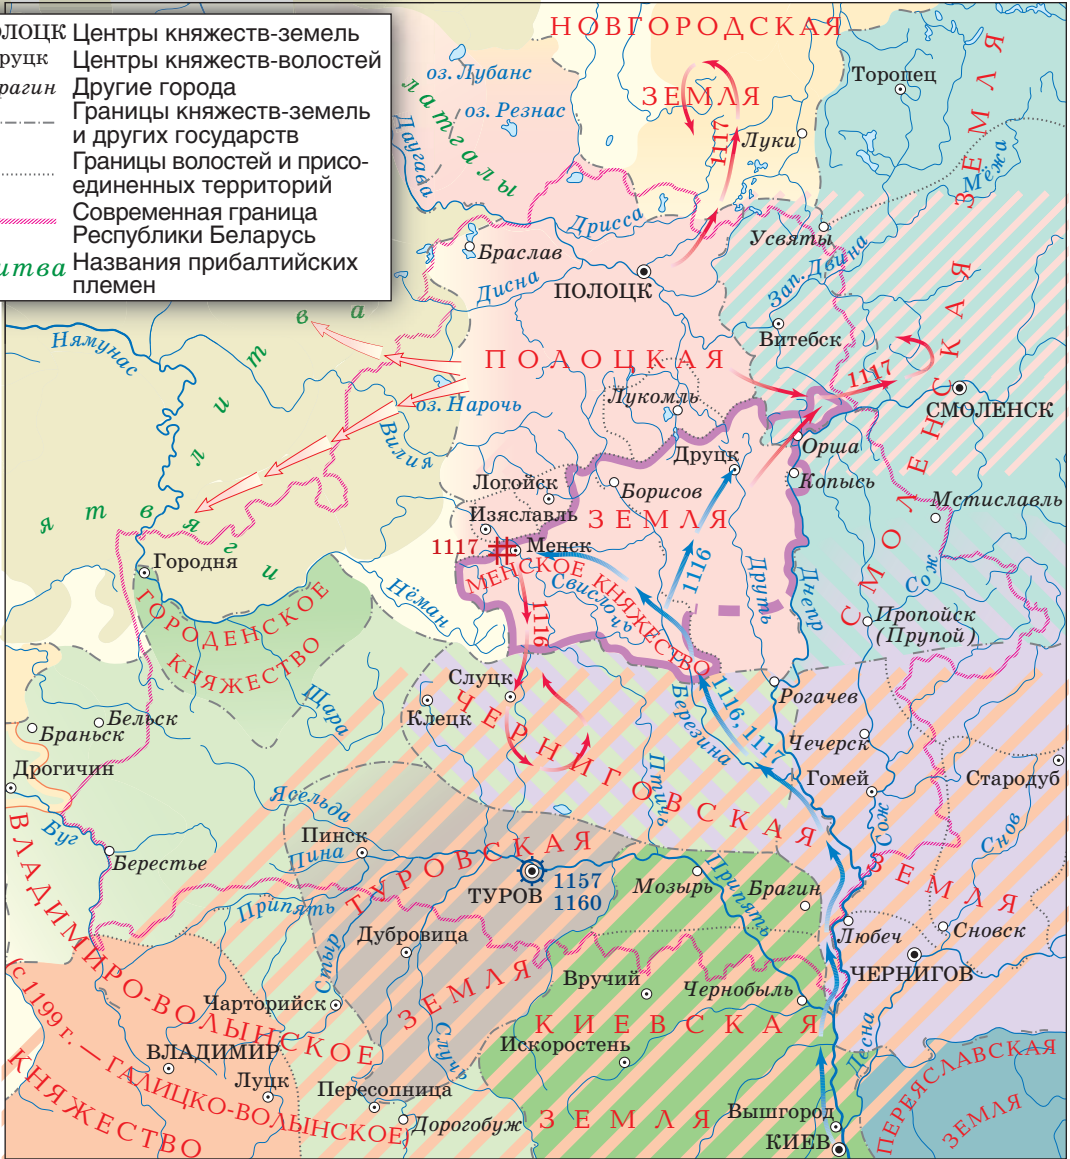 ОЛОЦК Центры княжеств-земель
руцк Центры княжеств-волостей
рагин Другие города
Границы княжеств-земель
и других государств
Границы волостей и присо-
единенных территорий
Современная граница
Республики Беларусь
итва Названия прибалтийских
племен
НОВГОРОДСКАЯ
ЗЕМЛЯ
оз. Лубанс
оз. Резнас
латгалы
Даугава
Торопец
Луки
1117
Мёжа
Дрисса
Усвяты
Браслав
Дисна
ПОЛОЦК
Зап. Двина
Витебск
литва
Нямунас
ПОЛОЦКАЯ
ЗЕМЛЯ
1117
СМОЛЕНСКАЯ
ЗЕМЛЯ
СМОЛЕНСК
оз. Нарочь
Вилия
Лукомль
Друцк
Орша
Копысь
Логойск
Борисов
Изяславль
Мстиславль
ятвяги
1117
Менск
МЕНСКОЕ КНЯЖЕСТВО
Свислочь
1116
1116
Друть
Днепр
Сож
Пропойск
(Прупой)
Городня
ГОРОДЕНСКОЕ
КНЯЖЕСТВО
Нёман
Щара
Слуцк
Клецк
Рогачев
1116, 1117
Березина
Чечерск
Бельск
Браньск
Дрогичин
Буг
Птичь
ЧЕРНИГОВСКАЯ
ЗЕМЛЯ
Гомей
Сож
Стародуб
Снов
Ясельда
Пинск
Пина
Берестье
ТУРОВСКАЯ
ЗЕМЛЯ
ТУРОВ
1157
1160
Мозырь
Припять
Брагин
Припять
Стыр
Дубровица
Любеч
Сновск
ЧЕРНИГОВ
Вручий
Чернобыль
Чарторийск
Случь
КИЕВСКАЯ
ЗЕМЛЯ
Искоростень
Десна
ВЛАДИМИРО-ВОЛЫНСКОЕ
(с 1199 г. — ГАЛИЦКО-ВОЛЫНСКОЕ)
КНЯЖЕСТВО
ВЛАДИМИР
Луцк
Пересопница
Дорогобуж
Вышгород
КИЕВ
ПЕРЕЯСЛАВСКАЯ
ЗЕМЛЯ